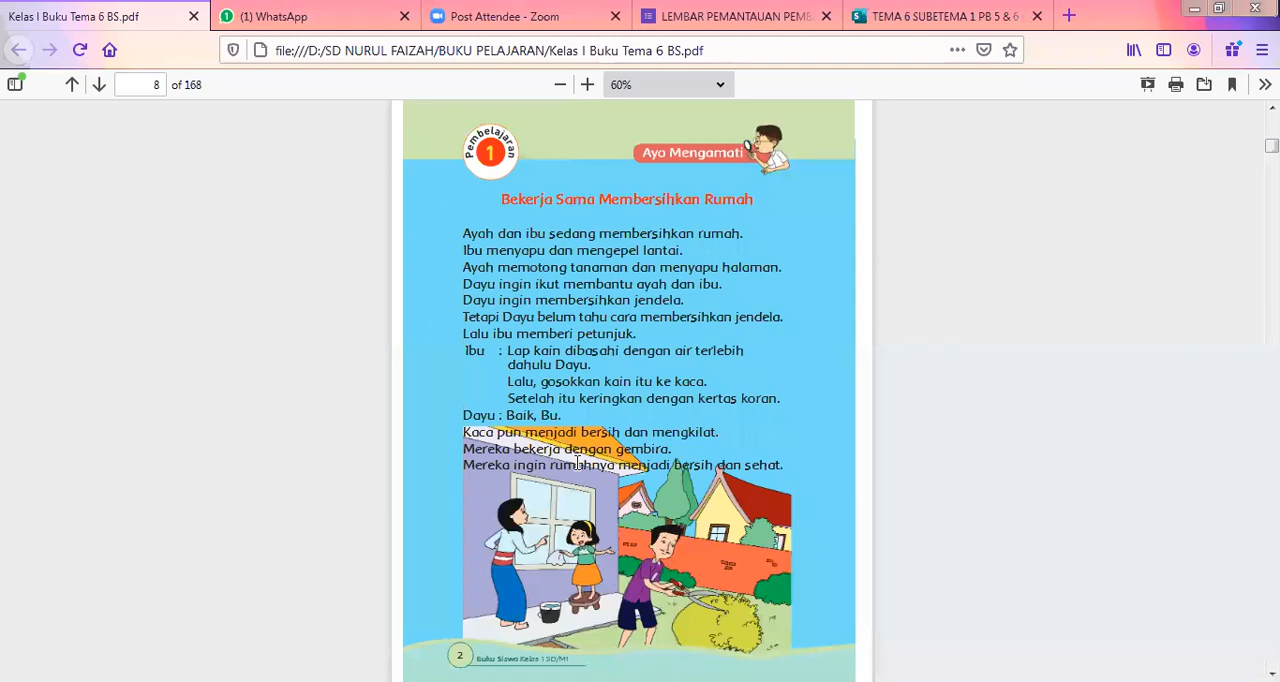 Kelas I Buku Tema 6 BS.pdf
(1) WhatsApp
Post Attendee - Zoom
LEMBAR PEMANTAUAN PEMB
TEMA 6 SUBETEMA 1 PB 5 & 6
file:///D:/SD NURUL FAIZAH/BUKU PELAJARAN/Kelas I Buku Tema 6 BS.pdf
8 of 168
60%
Pembelajaran
1
Ayo Mengamati
Bekerja Sama Membersihkan Rumah
Ayah dan ibu sedang membersihkan rumah.
Ibu menyapu dan mengepel lantai.
Ayah memotong tanaman dan menyapu halaman.
Dayu ingin ikut membantu ayah dan ibu.
Dayu ingin membersihkan jendela.
Tetapi Dayu belum tahu cara membersihkan jendela.
Lalu ibu memberi petunjuk.
Ibu : Lap kain dibasahi dengan air terlebih
dahulu Dayu.
Lalu, gosokkan kain itu ke kaca.
Setelah itu keringkan dengan kertas koran.
Dayu : Baik, Bu.
Kaca pun menjadi bersih dan mengkilat.
Mereka bekerja dengan gembira.
Mereka ingin rumahnya menjadi bersih dan sehat.
2
Buku Siswa Kelas 1 SD/MI